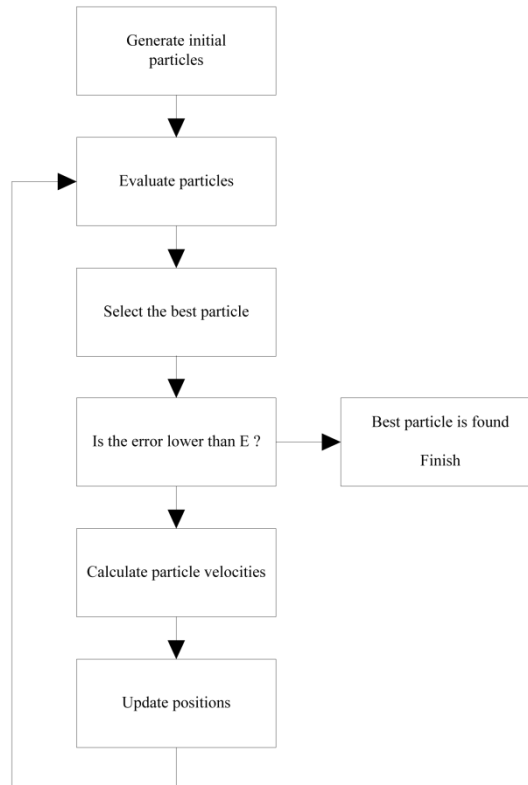 Generate initial
particles
Evaluate particles
Select the best particle
Is the error lower than E ?
Best particle is found
Finish
Calculate particle velocities
Update positions